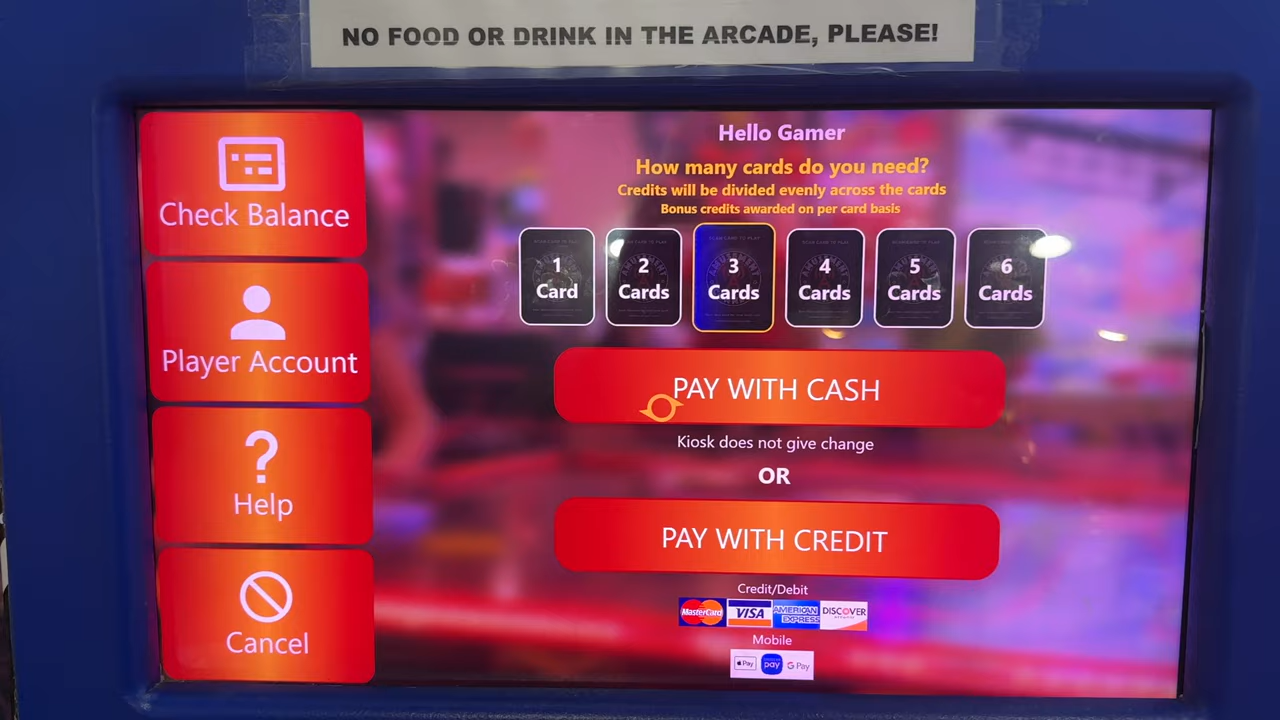 NO FOOD OR DRINK IN THE ARCADE, PLEASE!
Hello Gamer
How many cards do you need?
Credits will be divided evenly across the cards
Bonus credits awarded on per card basis
Check Balance
Player Account
Help
Cancel
1 Card
2 Cards
3 Cards
4 Cards
5 Cards
6 Cards
PAY WITH CASH
Kiosk does not give change
OR
PAY WITH CREDIT
Credit/Debit
MasterCard VISA AMERICAN EXPRESS DISCOVER
Mobile
Pay pay G Pay